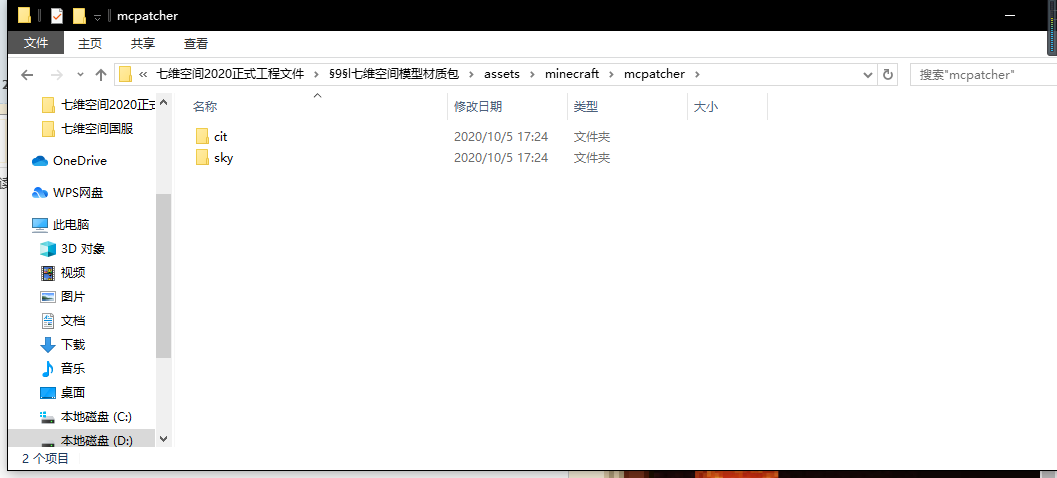 mcpatcher
文件 主页 共享 查看
« 七维空间2020正式工程文件 › §9§l七维空间模型材质包 › assets › minecraft › mcpatcher ›
搜索"mcpatcher"
名称 修改日期 类型 大小
cit 2020/10/5 17:24 文件夹
sky 2020/10/5 17:24 文件夹
七维空间2020正式
七维空间国服
OneDrive
WPS网盘
此电脑
3D 对象
视频
图片
文档
下载
音乐
桌面
本地磁盘 (C:)
本地磁盘 (D:)
2 个项目